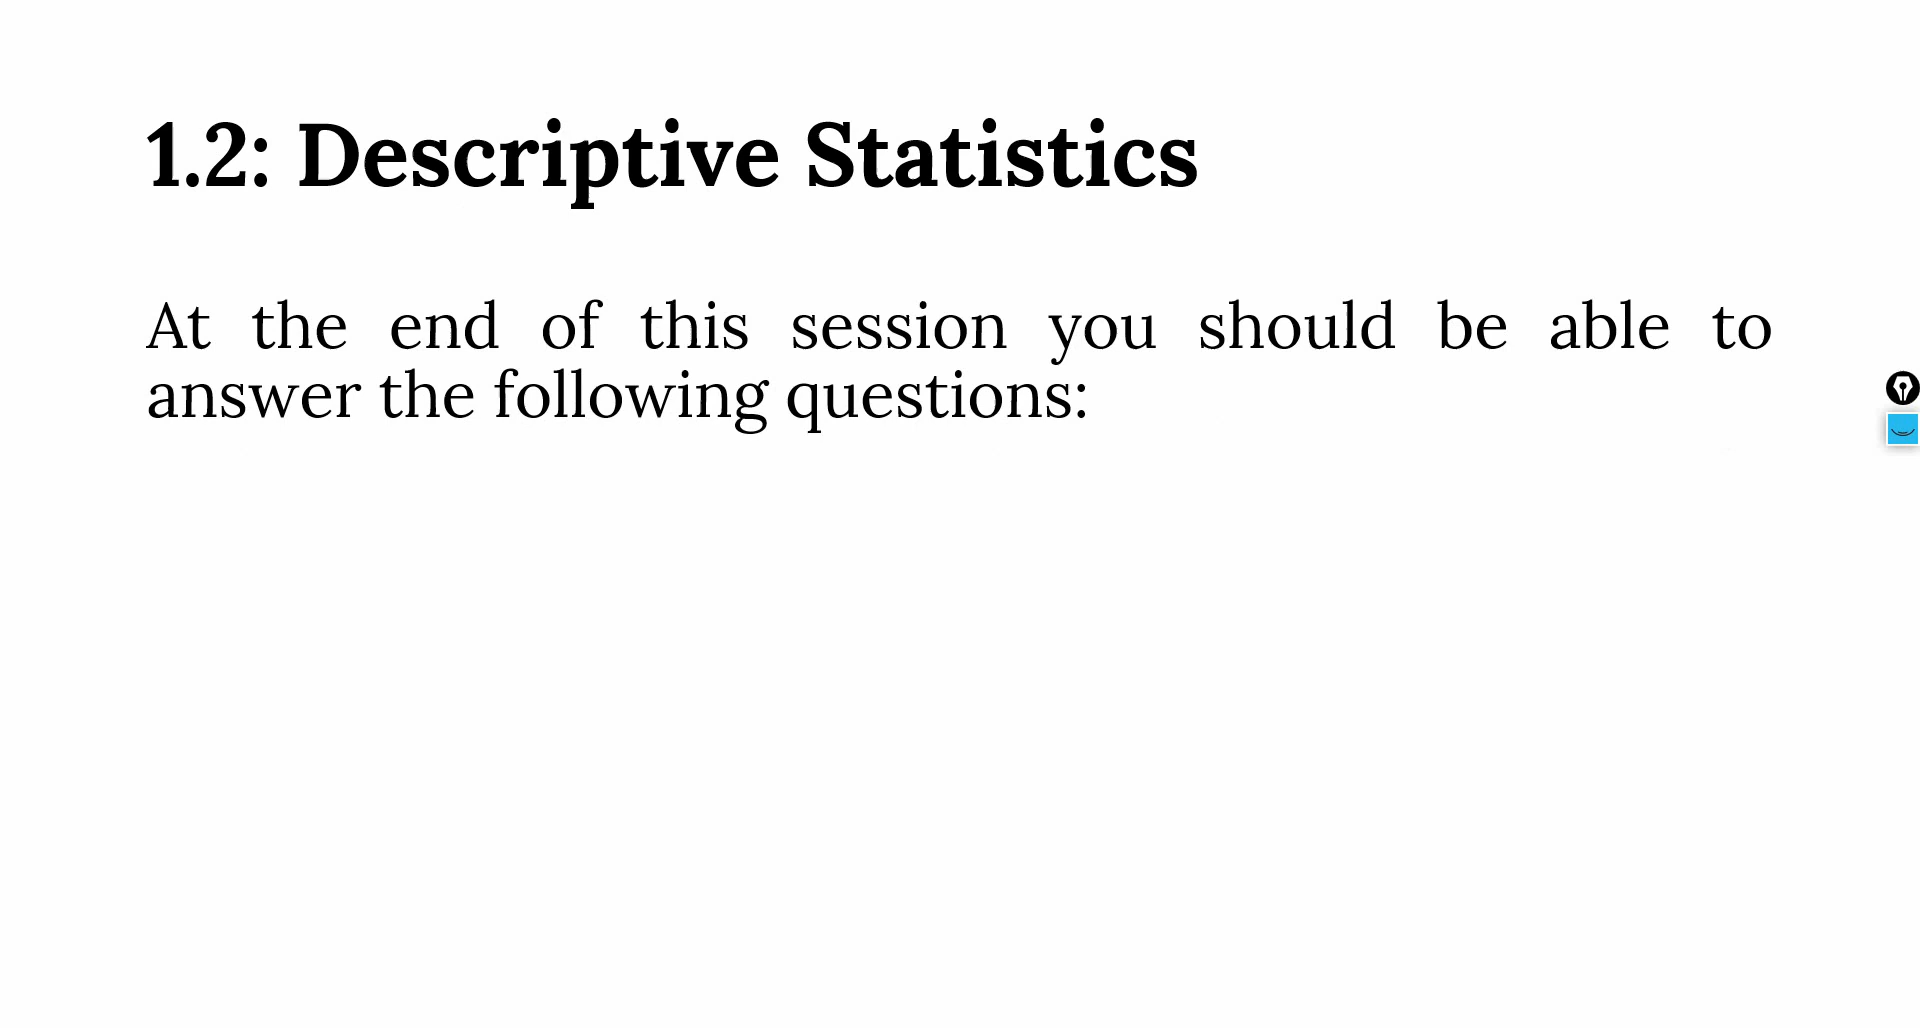 1.2: Descriptive Statistics
At the end of this session you should be able to
answer the following questions: